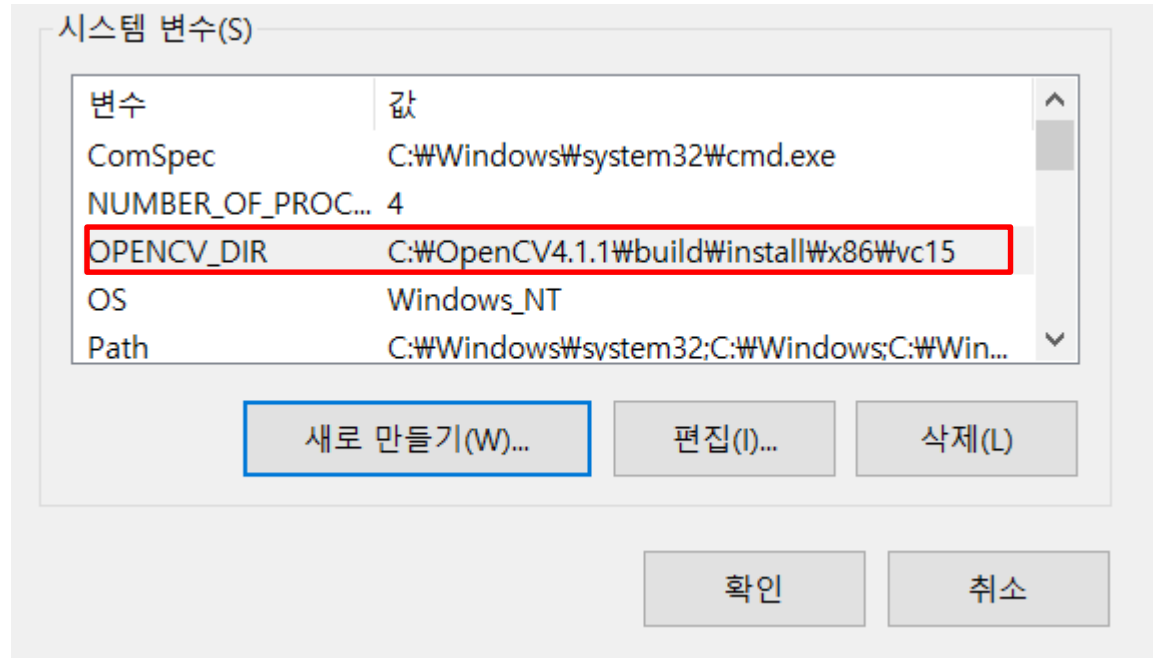 시스템 변수(S)
변수 값
ComSpec C:₩Windows₩system32₩cmd.exe
NUMBER_OF_PROC... 4
OPENCV_DIR C:₩OpenCV4.1.1₩build₩install₩x86₩vc15
OS Windows_NT
Path C:₩Windows₩system32;C:₩Windows;C:₩Win...
새로 만들기(W)... 편집(I)... 삭제(L)
확인 취소